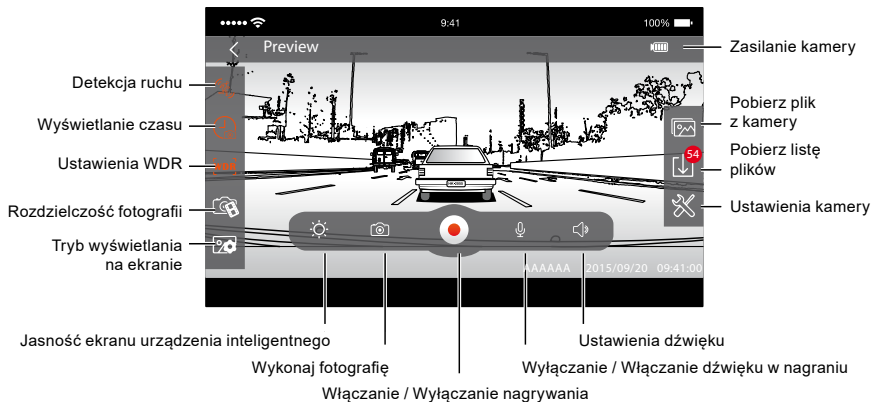 9:41
100%
Preview
Zasilanie kamery
Detekcja ruchu
Wyświetlanie czasu
Ustawienia WDR
Rozdzielczość fotografii
Tryb wyświetlania
na ekranie
Pobierz plik
z kamery
54
Pobierz listę
plików
Ustawienia kamery
AAAAAA 2015/09/20 09:41:00
Jasność ekranu urządzenia inteligentnego
Ustawienia dźwięku
Wykonaj fotografię
Wyłączanie / Włączanie dźwięku w nagraniu
Włączanie / Wyłączanie nagrywania